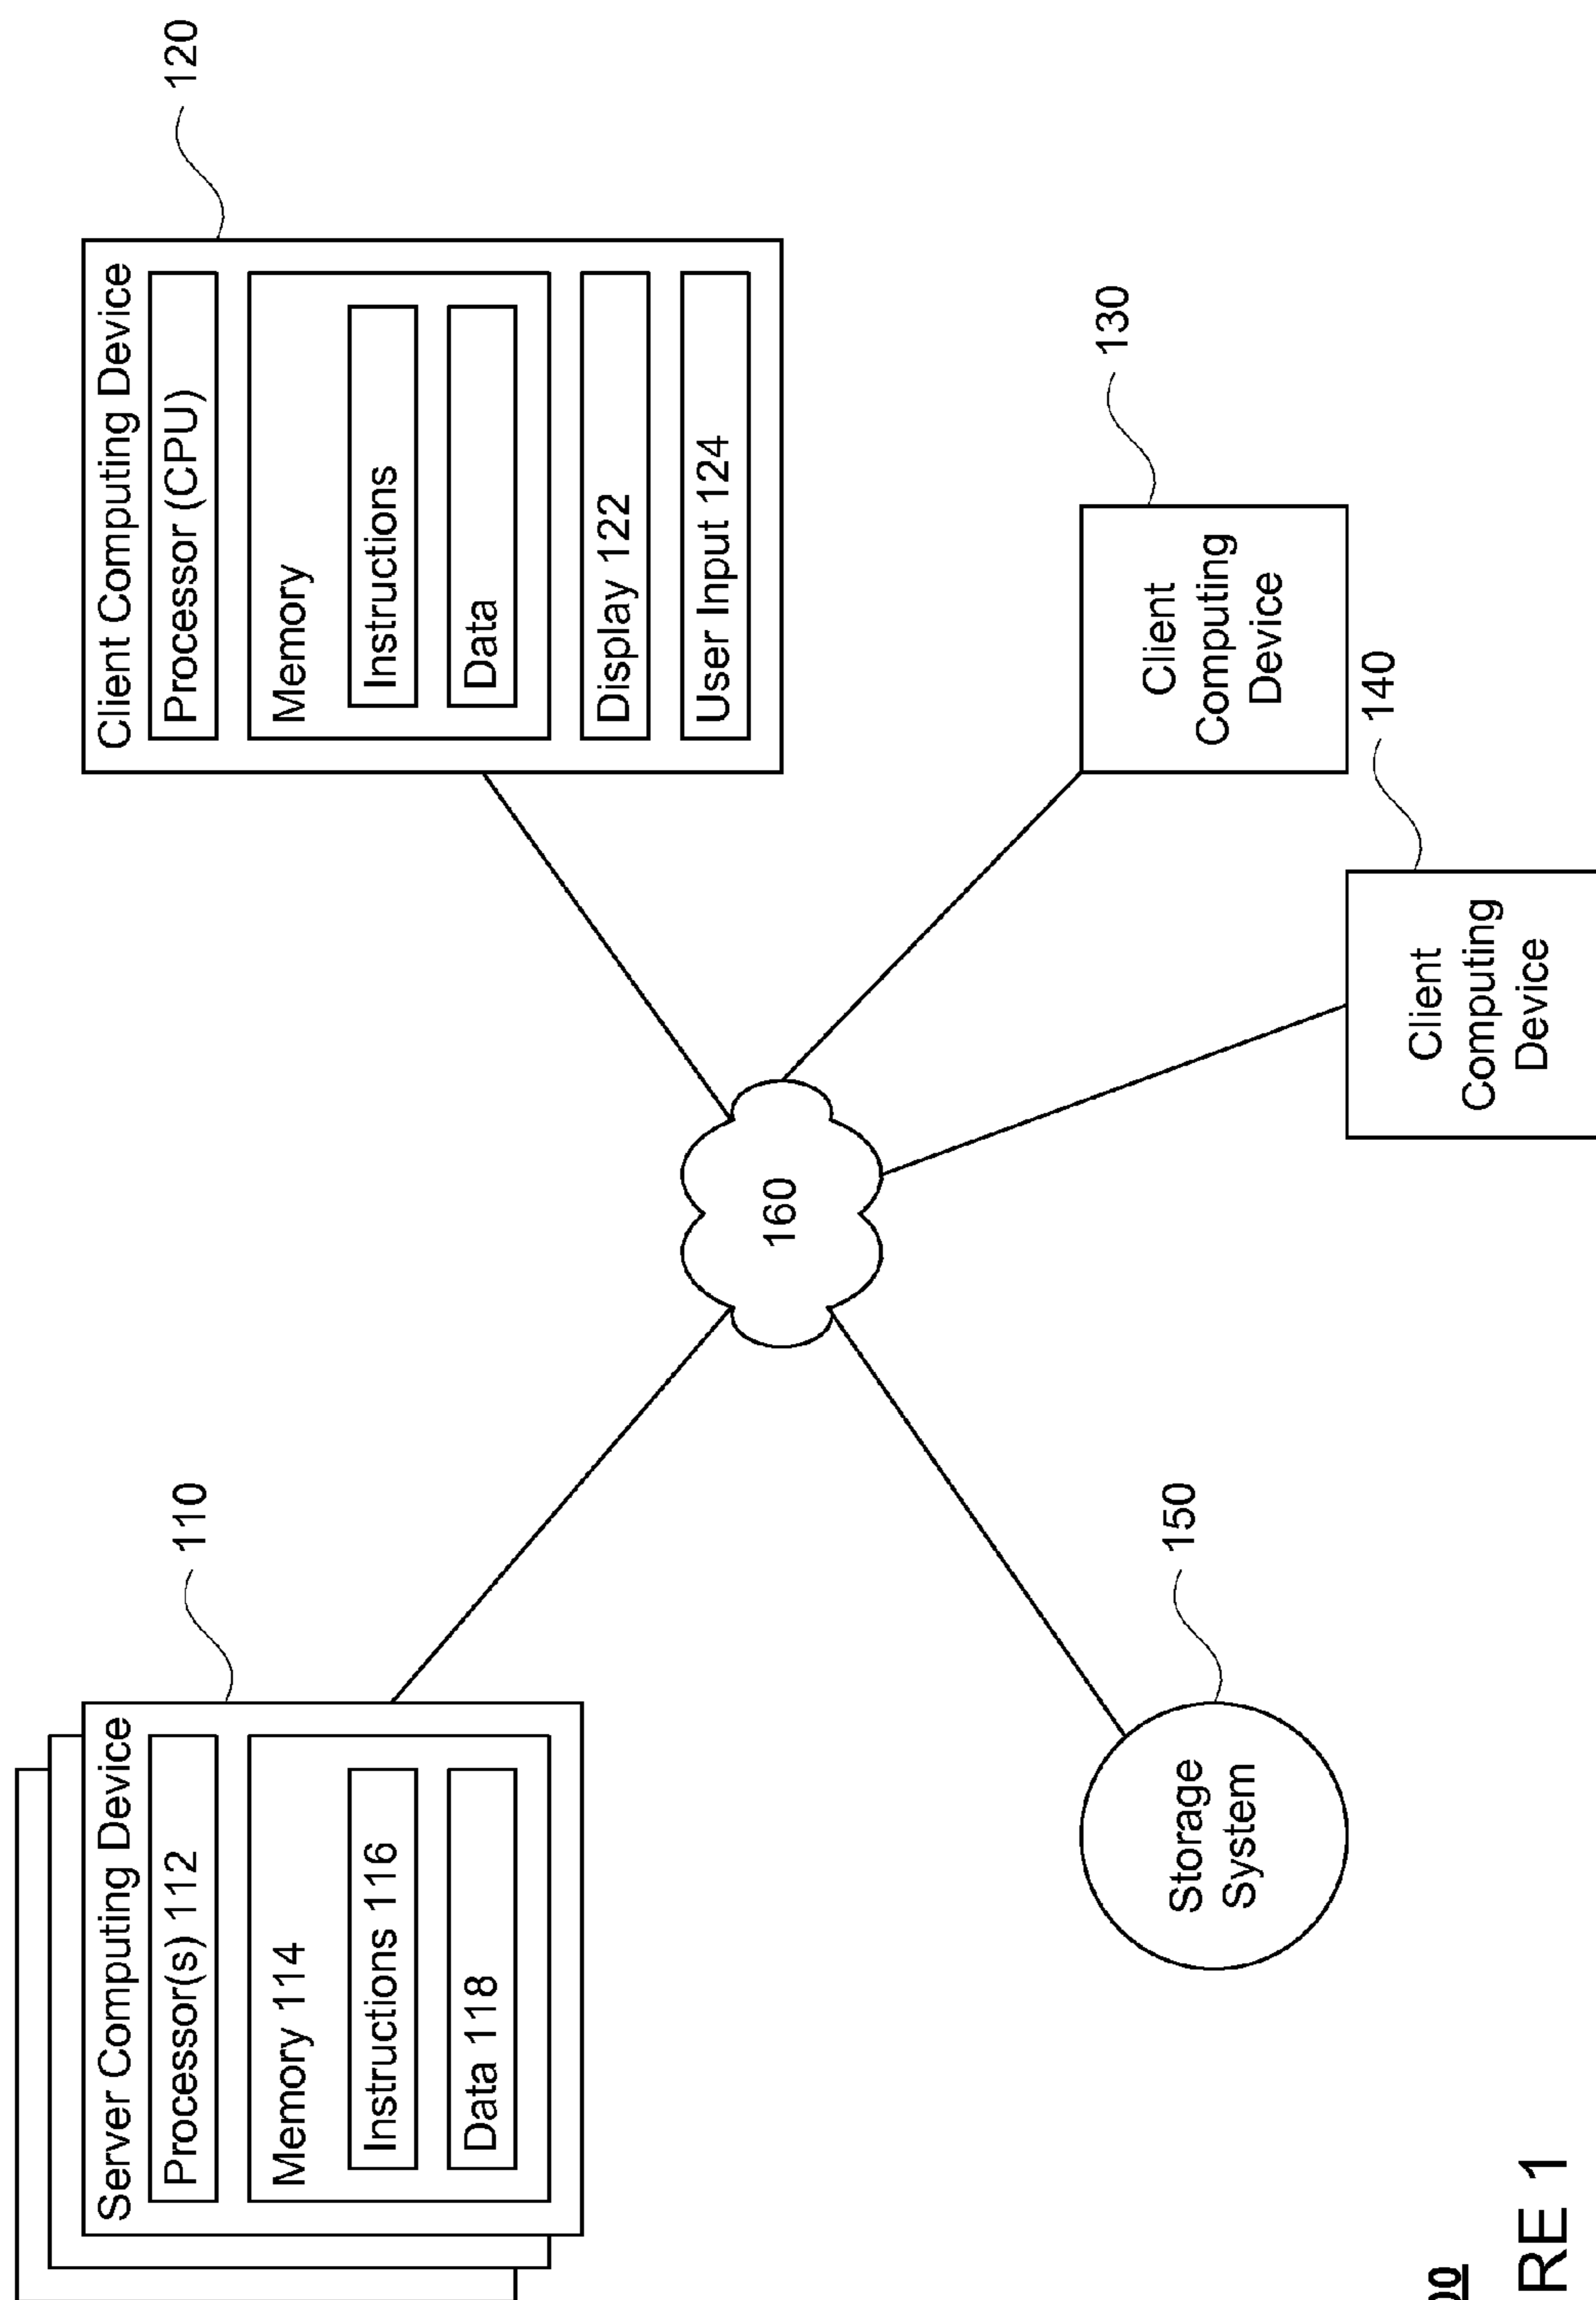 Server Computing Device
110
Processor(s) 112
Memory 114
Instructions 116
Data 118
Client Computing Device
120
Processor (CPU)
Memory
Instructions
Data
Display 122
User Input 124
160
Storage
System
150
Client
Computing
Device
130
Client
Computing
Device
140
00
RE 1